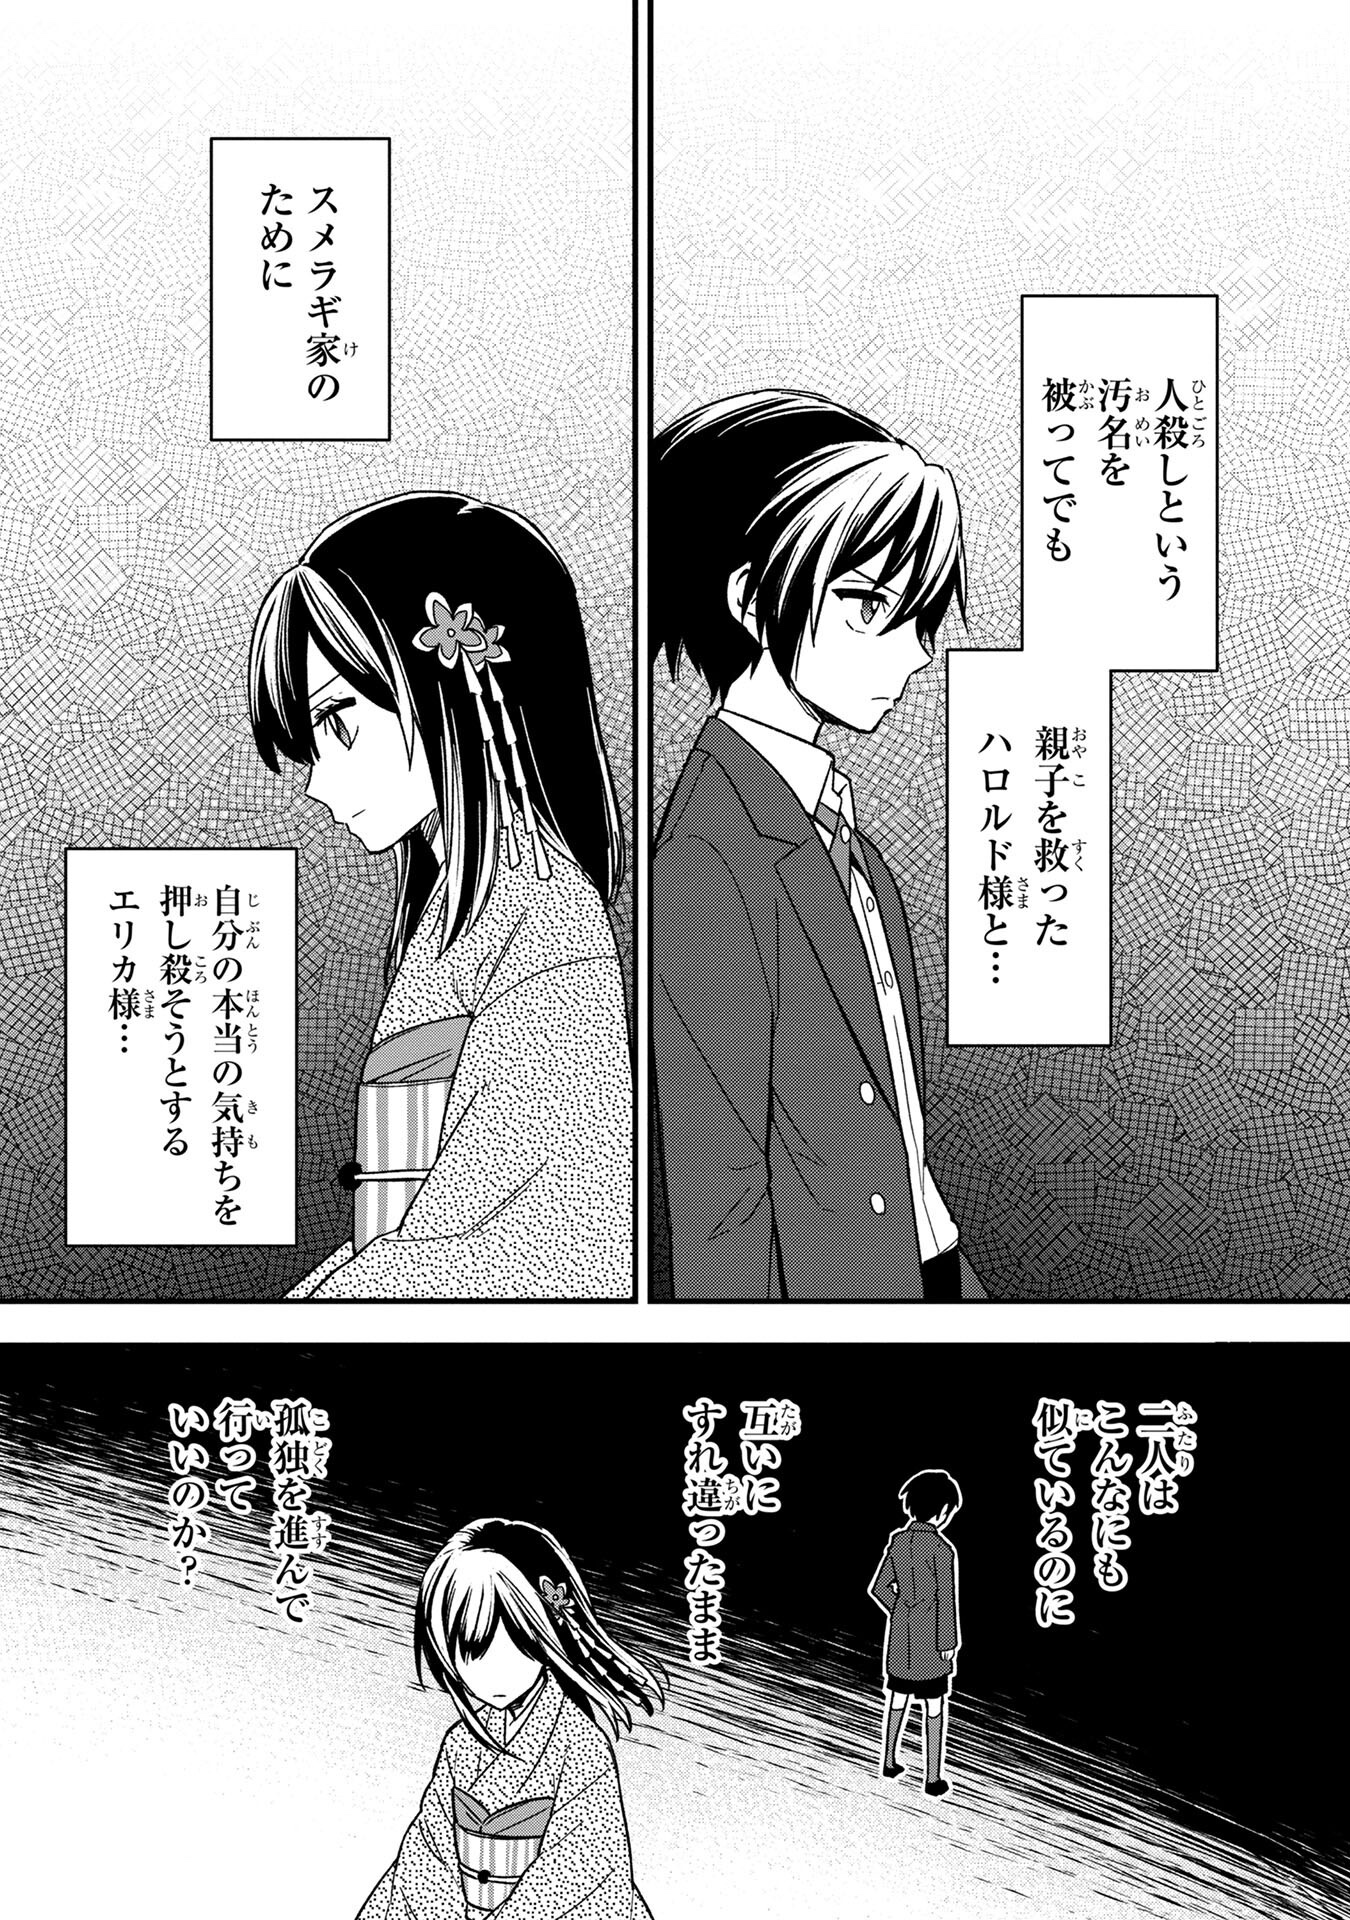 人殺しという
汚名を
被ってでも
親子を救った
ハロルド様と…
スメラギ家の
ために
自分の本当の気持ちを
押し殺そうとする
エリカ様…
二人は
こんなにも
似ているのに
互いに
すれ違ったまま
孤独を進んで
行って
いいのか?